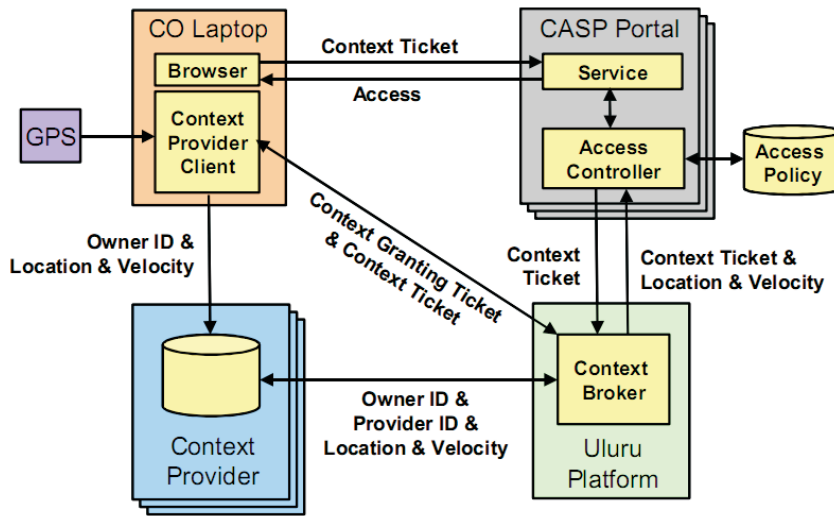 CO Laptop
Browser
Context
Provider
Client
GPS
Context Ticket
Access
CASP Portal
Service
Access
Controller
Access
Policy
Owner ID &
Location & Velocity
Context Granting Ticket
& Context Ticket
Context
Ticket
Context Ticket &
Location & Velocity
Context
Provider
Owner ID &
Provider ID &
Location & Velocity
Context
Broker
Uluru
Platform